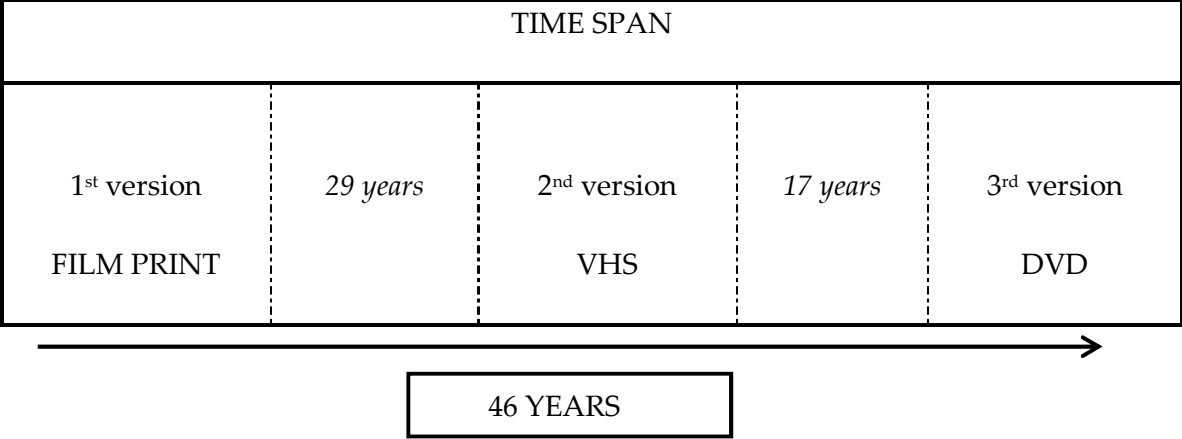 TIME SPAN
1st version 29 years 2nd version 17 years 3rd version
FILM PRINT VHS DVD
46 YEARS